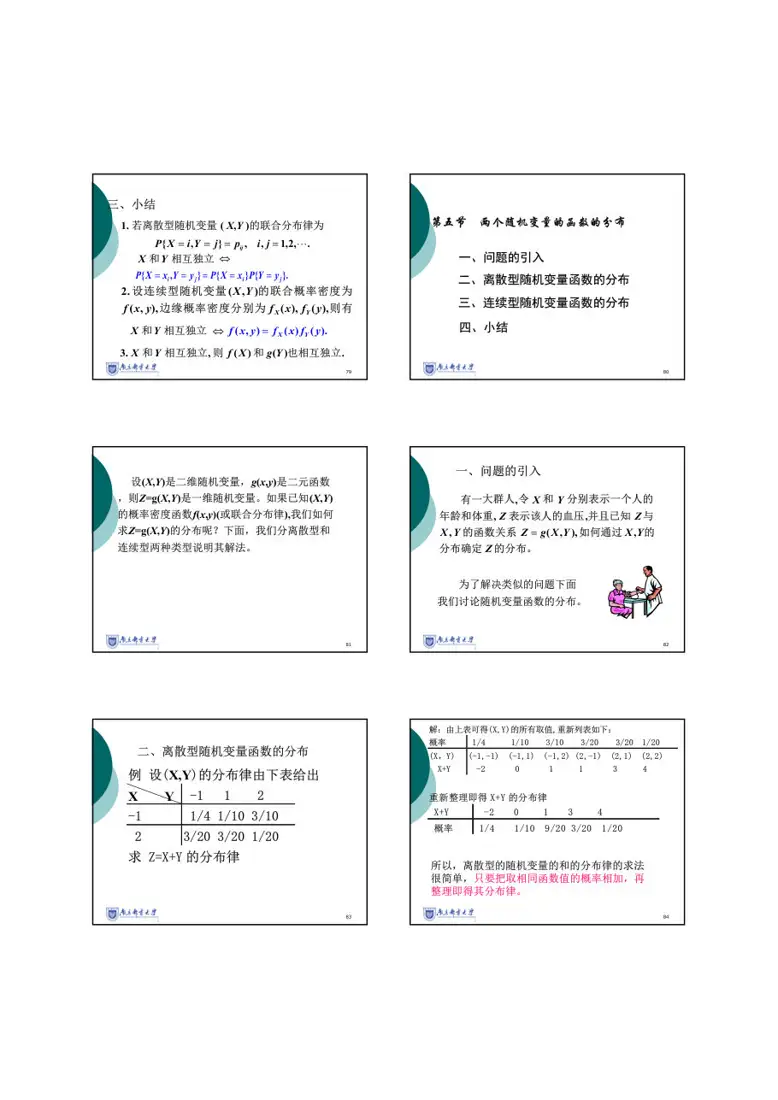 三、小结
1. 若离散型随机变量 ( X,Y )的联合分布律为
P{X = i,Y = j} = p_ij , i, j = 1,2,⋯.
X 和 Y 相互独立 ⇔
P{X = x_i,Y = y_j} = P{X = x_i}P{Y = y_j}.
2. 设连续型随机变量 (X,Y)的联合概率密度为
f (x, y), 边缘概率密度分别为 f_X (x), f_Y (y), 则有
X 和 Y 相互独立 ⇔ f (x, y) = f_X (x) f_Y (y).
3. X 和 Y 相互独立, 则 f (X) 和 g(Y)也相互独立.
79
第五节 两个随机变量的函数的分布
一、问题的引入
二、离散型随机变量函数的分布
三、连续型随机变量函数的分布
四、小结
80
设(X,Y)是二维随机变量，g(x,y)是二元函数
，则Z=g(X,Y)是一维随机变量。如果已知(X,Y)
的概率密度函数f(x,y)(或联合分布律),我们如何
求Z=g(X,Y)的分布呢？下面，我们分离散型和
连续型两种类型说明其解法。
81
一、问题的引入
有一大群人,令 X 和 Y 分别表示一个人的
年龄和体重, Z 表示该人的血压,并且已知 Z 与
X , Y 的函数关系 Z = g(X,Y), 如何通过 X ,Y 的
分布确定 Z 的分布。
为了解决类似的问题下面
我们讨论随机变量函数的分布。
82
二、离散型随机变量函数的分布
例 设(X,Y)的分布律由下表给出
X Y -1 1 2
-1 1/4 1/10 3/10
2 3/20 3/20 1/20
求 Z=X+Y 的分布律
83
解：由上表可得(X,Y)的所有取值,重新列表如下：
概率 1/4 1/10 3/10 3/20 3/20 1/20
(X, Y) (-1,-1) (-1,1) (-1,2) (2,-1) (2,1) (2,2)
X+Y -2 0 1 1 3 4
重新整理即得 X+Y 的分布律
X+Y -2 0 1 3 4
概率 1/4 1/10 9/20 3/20 1/20
所以，离散型的随机变量的和的分布律的求法
很简单，只要把取相同函数值的概率相加，再
整理即得其分布律。
84